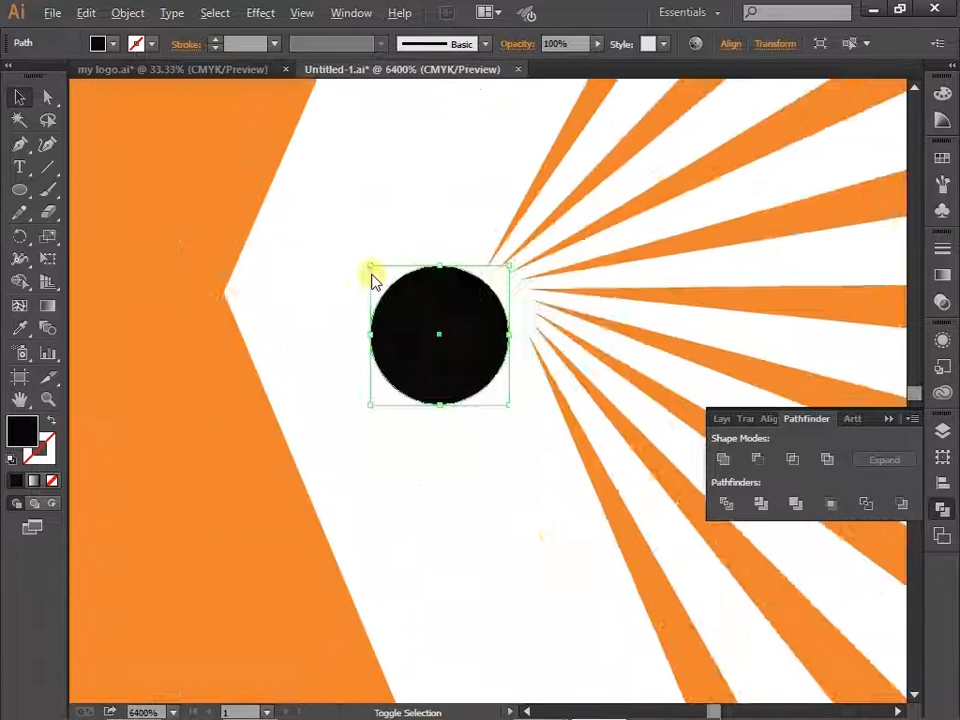 Ai File Edit Object Type Select Effect View Window Help Br Essentials
Path Stroke: Basic Opacity: 100% Style: Align Transform
my logo.ai* @ 33.33% (CMYK/Preview) × Untitled-1.ai* @ 6400% (CMYK/Preview) ×
T
Laye Trar Alig Pathfinder Artt
Shape Modes:
Expand
Pathfinders:
6400% 1 Toggle Selection